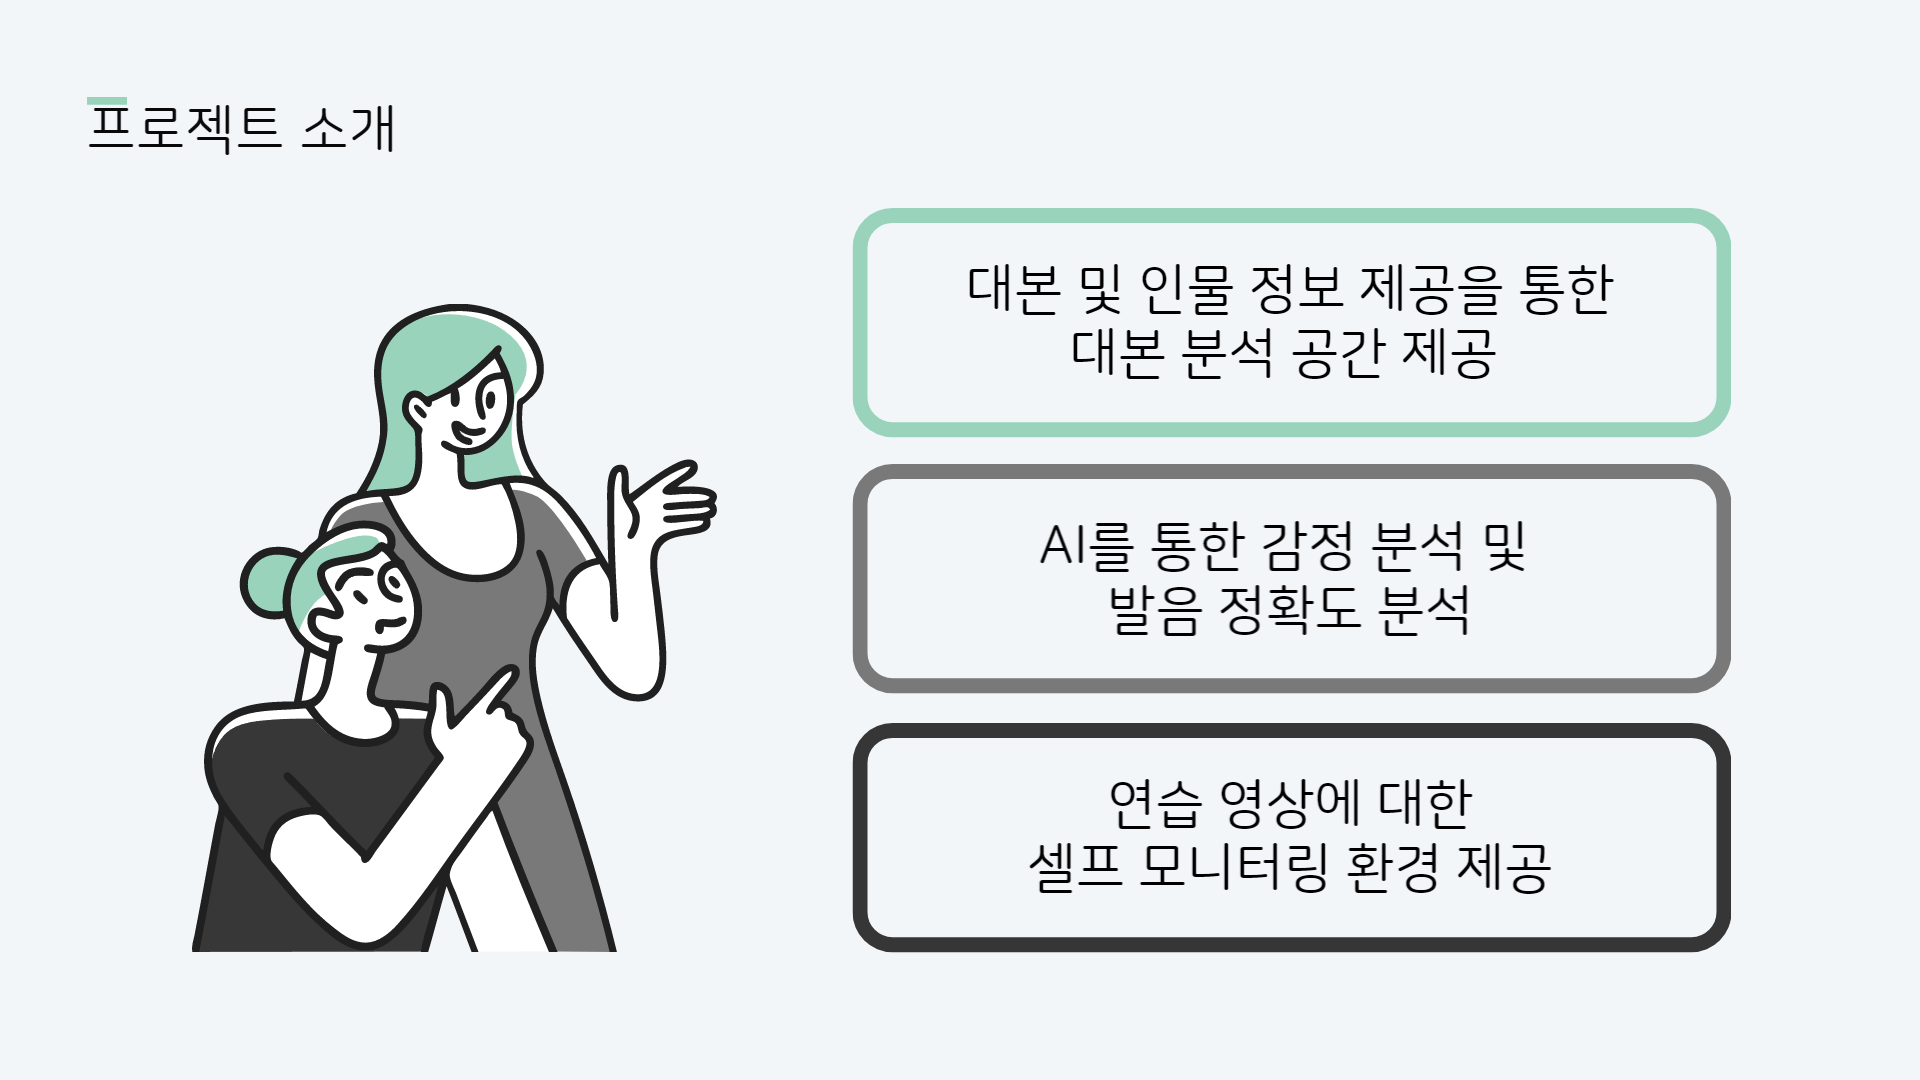 프로젝트 소개
대본 및 인물 정보 제공을 통한
대본 분석 공간 제공
AI를 통한 감정 분석 및
발음 정확도 분석
연습 영상에 대한
셀프 모니터링 환경 제공